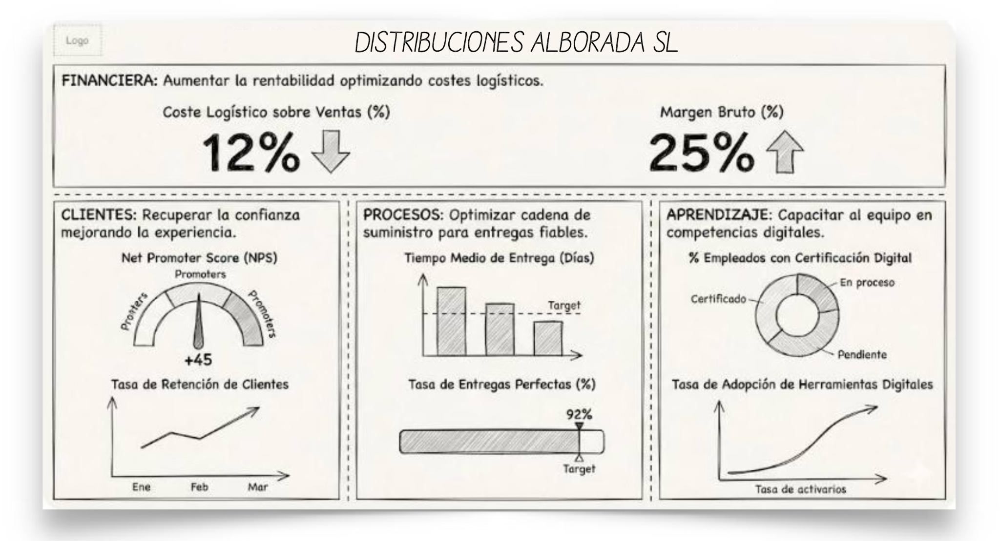 Logo
DISTRIBUCIONES ALBORADA SL
FINANCIERA: Aumentar la rentabilidad optimizando costes logísticos.
Coste Logístico sobre Ventas (%)
12%
Margen Bruto (%)
25%
CLIENTES: Recuperar la confianza
mejorando la experiencia.
Net Promoter Score (NPS)
Promoters
Promoters
+45
Tasa de Retención de Clientes
Ene
Feb
Mar
PROCESOS: Optimizar cadena de
suministro para entregas fiables.
Tiempo Medio de Entrega (Días)
Target
Tasa de Entregas Perfectas (%)
92%
Target
APRENDIZAJE: Capacitar al equipo en
competencias digitales.
% Empleados con Certificación Digital
En proceso
Certificado
Pendiente
Tasa de Adopción de Herramientas Digitales
Tasa de activarios